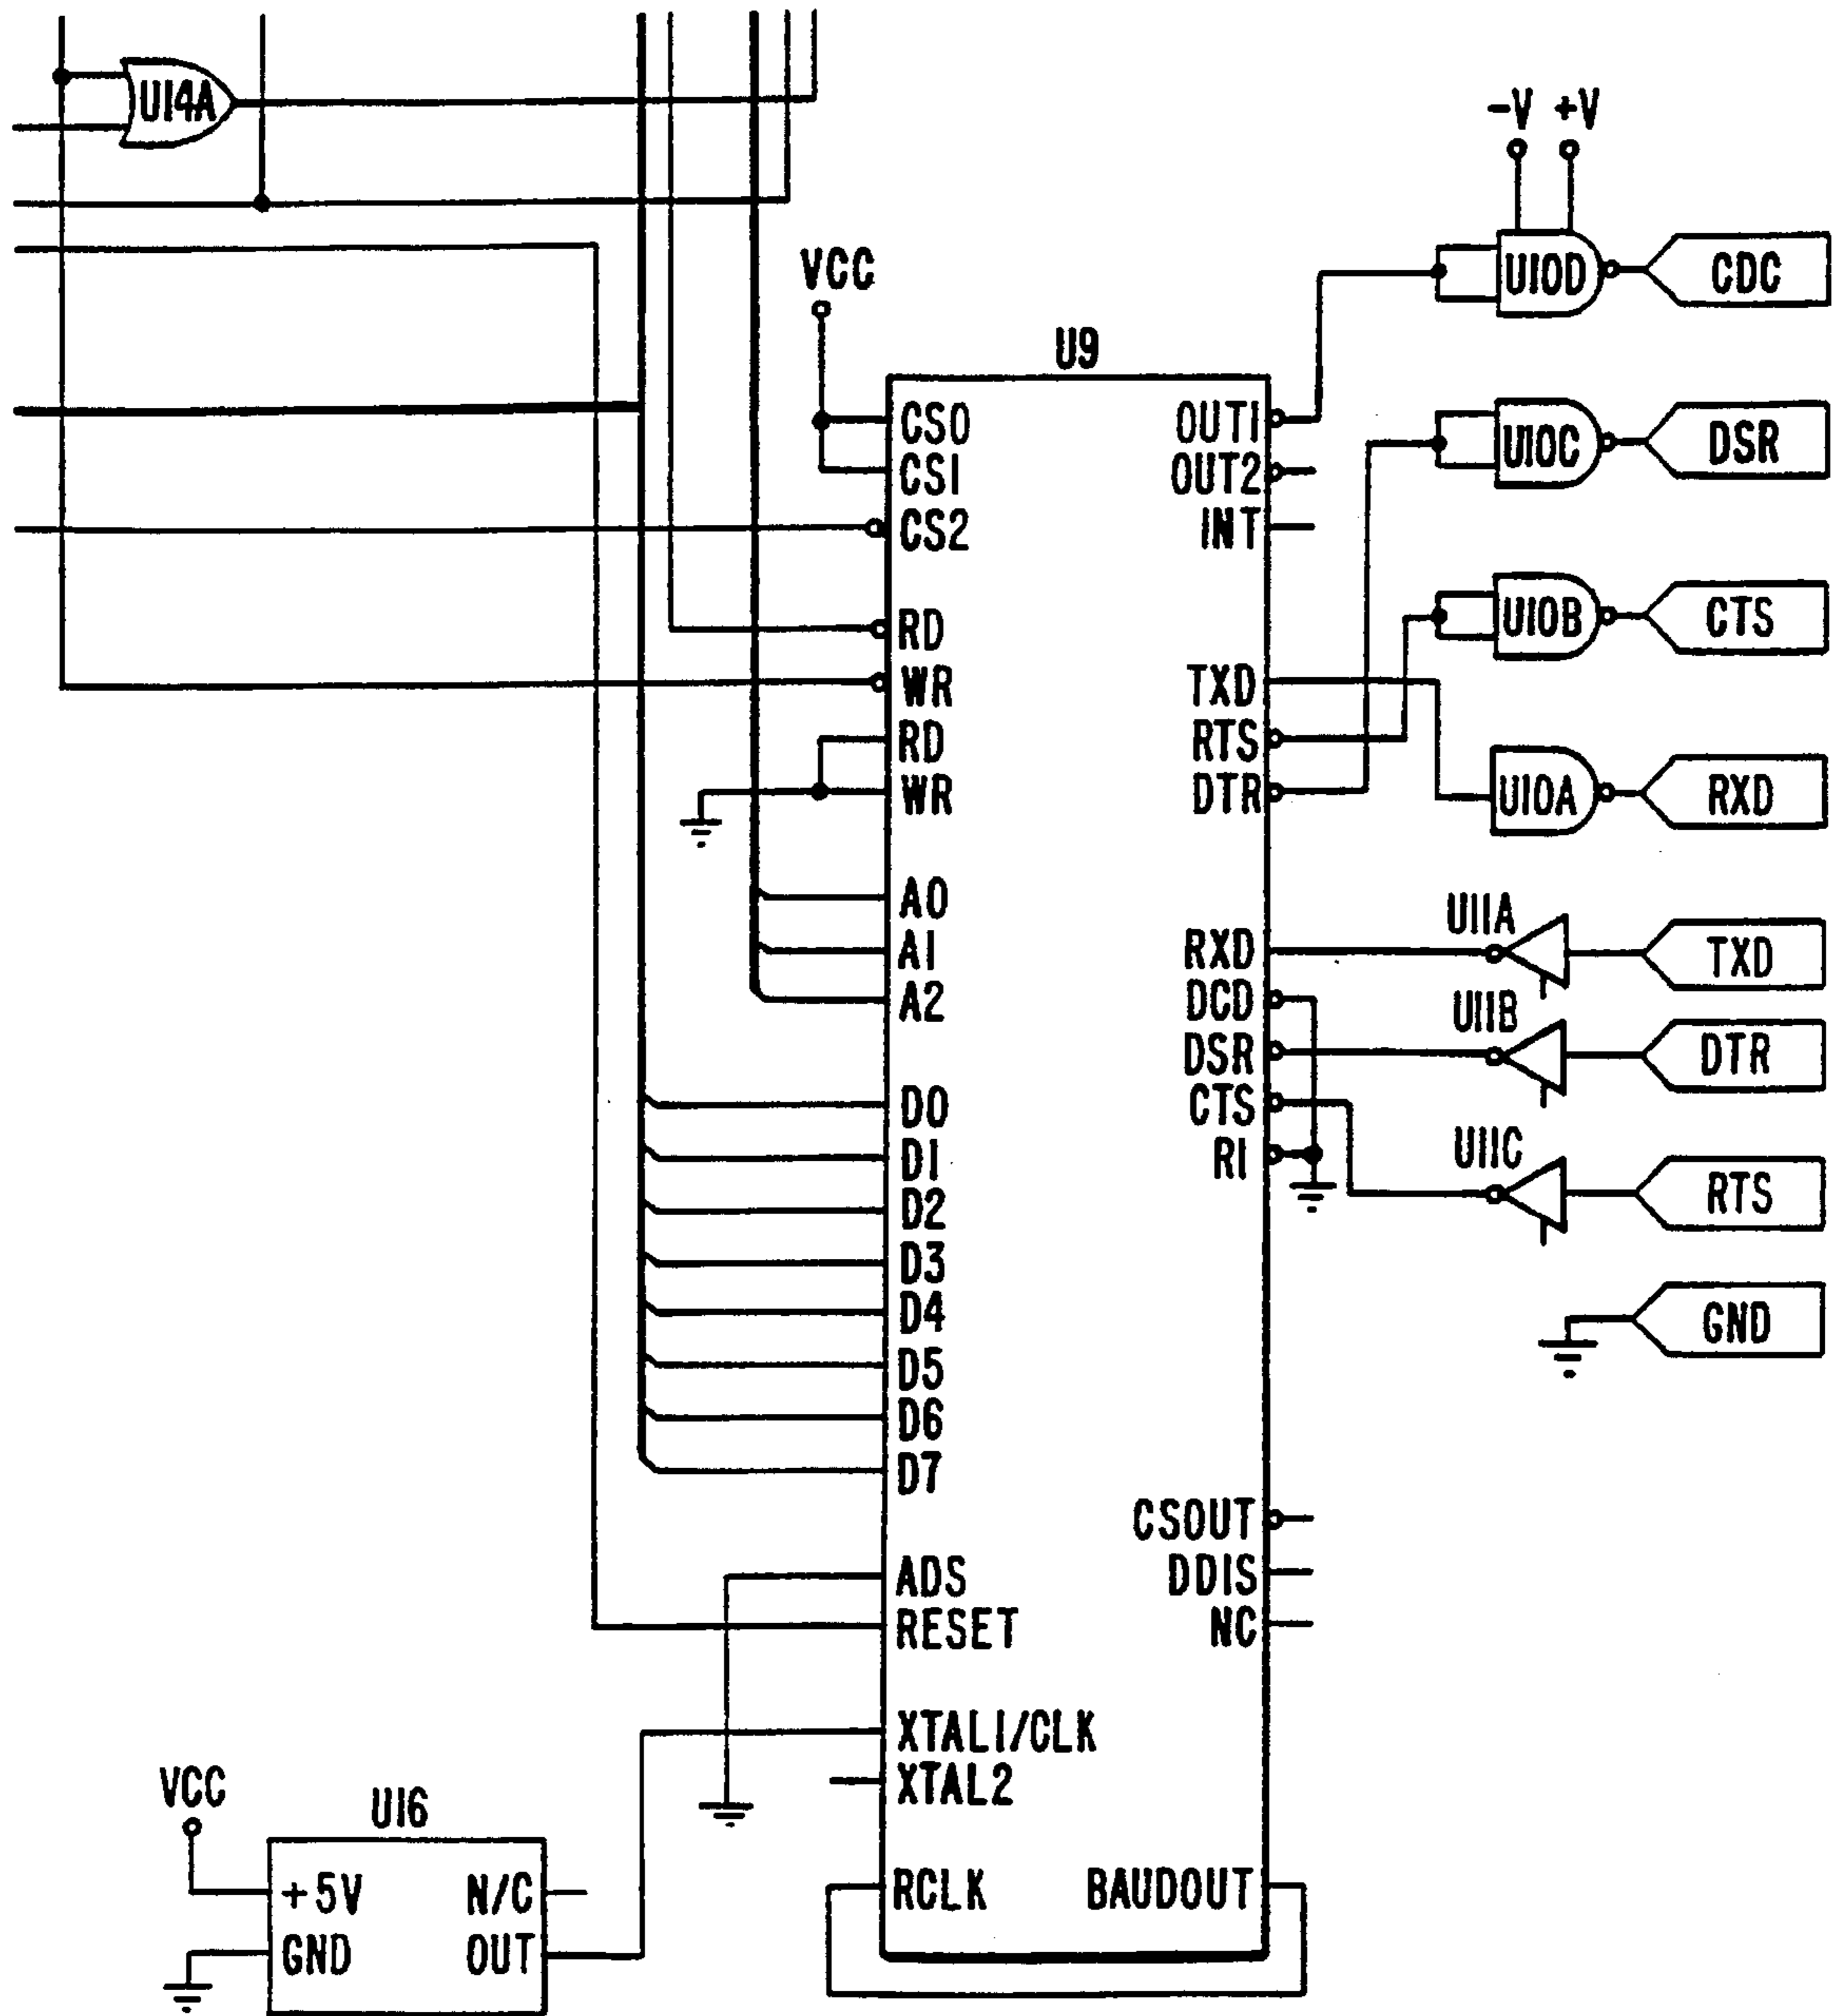 U14A
-V +V
U10D CDC
VCC
U9
CS0 OUT1
U10C DSR
CS1 OUT2
CS2 INT
RD
U10B CTS
WR TXD
RD RTS
WR DTR
U10A RXD
A0
U11A
A1 RXD
TXD
A2 DCD
U11B
DSR
DTR
D0 CTS
D1 RI
U11C
D2
RTS
D3
D4
GND
D5
D6
D7
CSOUT
ADS DDIS
RESET NC
XTAL1/CLK
XTAL2
VCC
U16
+5V N/C
RCLK BAUDOUT
GND OUT